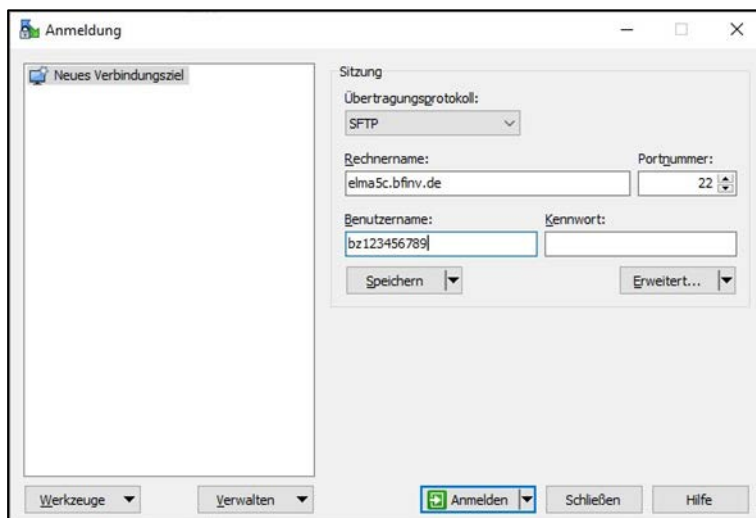 Anmeldung
Neues Verbindungsziel
Sitzung
Übertragungsprotokoll:
SFTP
Rechnername:
Portnummer:
elma5c.bfinv.de
22
Benutzername:
Kennwort:
bz123456789
Speichern
Erweitert...
Werkzeuge
Verwalten
Anmelden
Schließen
Hilfe